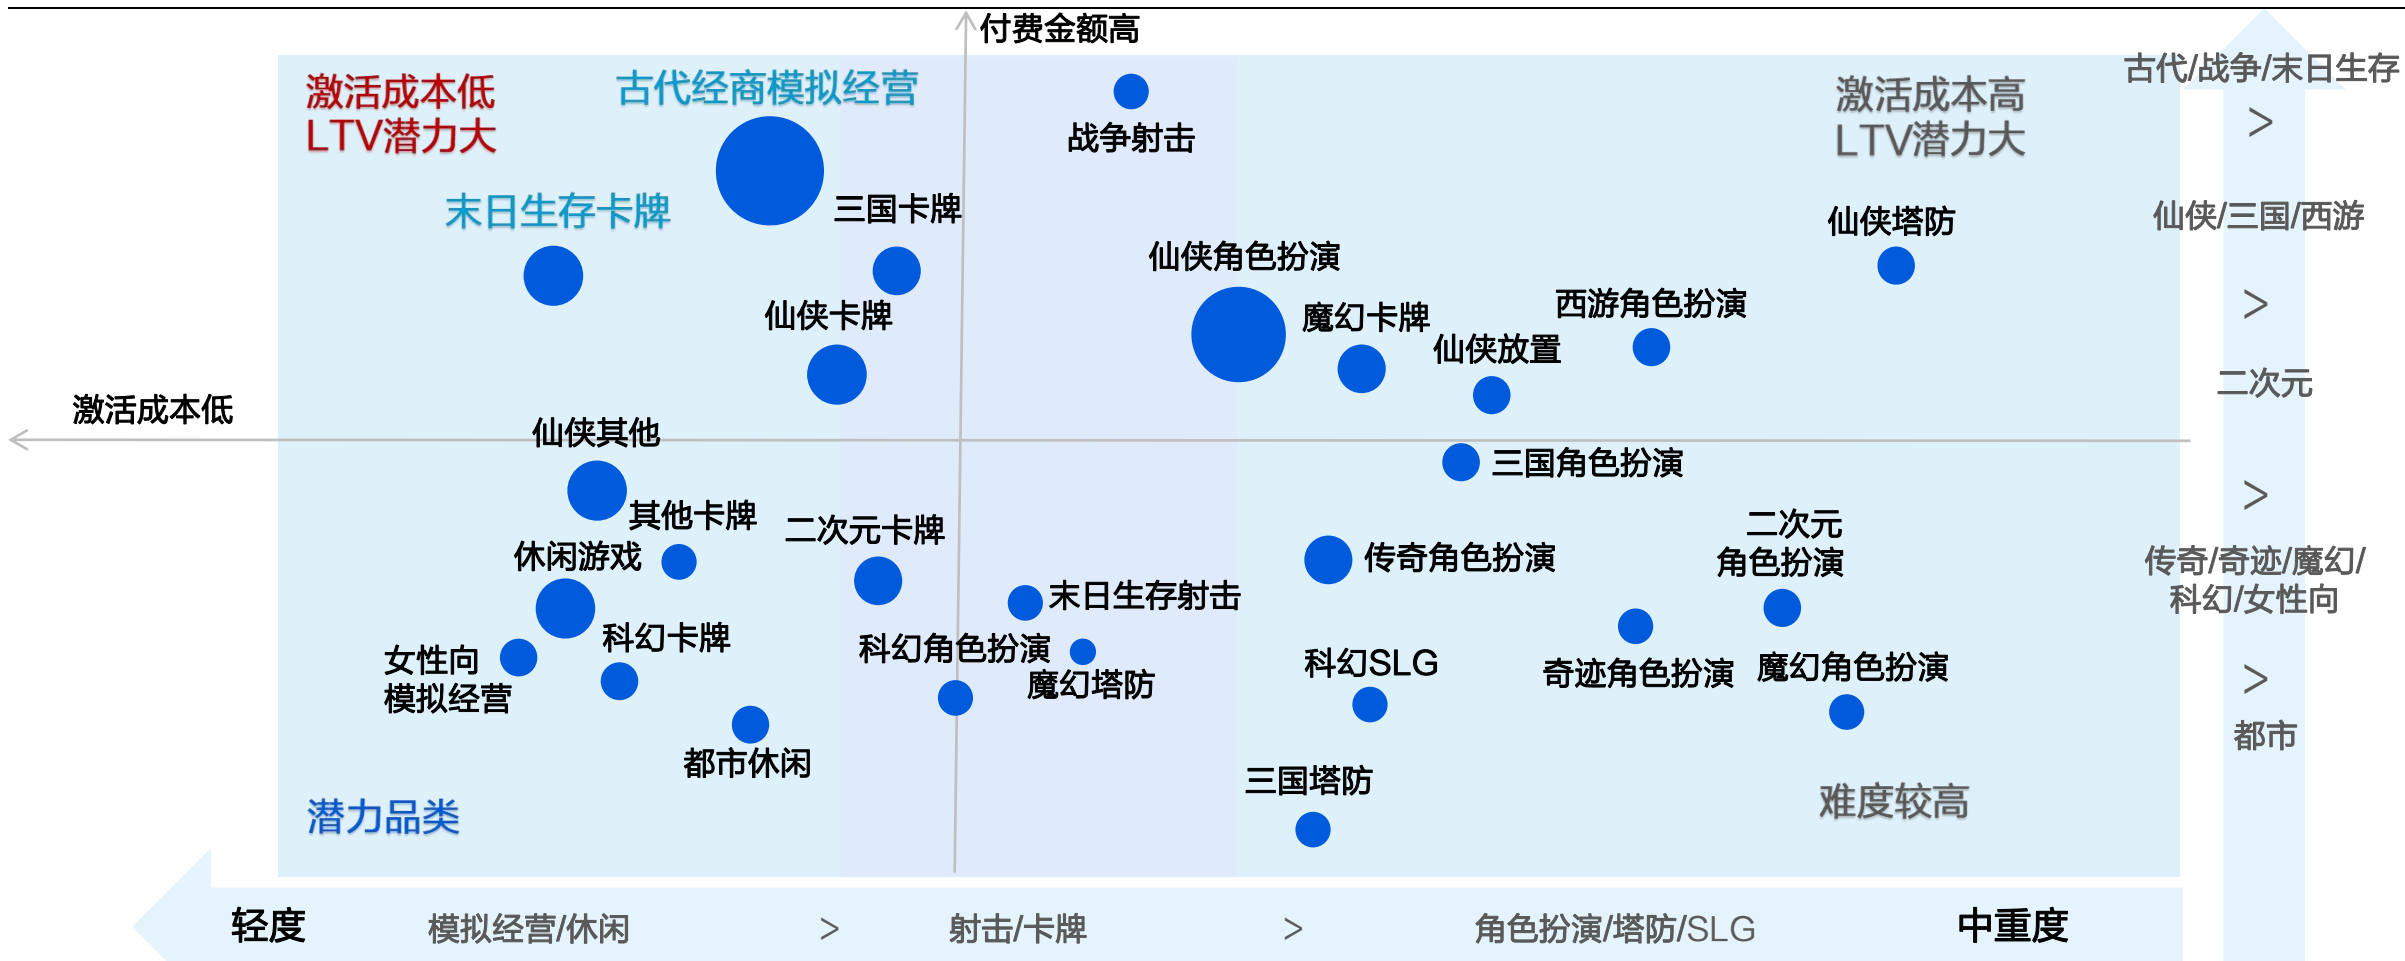 付费金额高
激活成本低
LTV潜力大
古代经商模拟经营
战争射击
激活成本高
LTV潜力大
古代/战争/末日生存
>
末日生存卡牌
三国卡牌
仙侠塔防
仙侠/三国/西游
仙侠角色扮演
仙侠卡牌
魔幻卡牌
仙侠放置
西游角色扮演
>
二次元
激活成本低
仙侠其他
三国角色扮演
>
其他卡牌
休闲游戏
二次元卡牌
传奇角色扮演
二次元
角色扮演
传奇/奇迹/魔幻/
科幻/女性向
末日生存射击
女性向
模拟经营
科幻卡牌
科幻角色扮演
魔幻塔防
科幻SLG
奇迹角色扮演
魔幻角色扮演
>
都市
都市休闲
三国塔防
潜力品类
难度较高
轻度
模拟经营/休闲
>
射击/卡牌
>
角色扮演/塔防/SLG
中重度